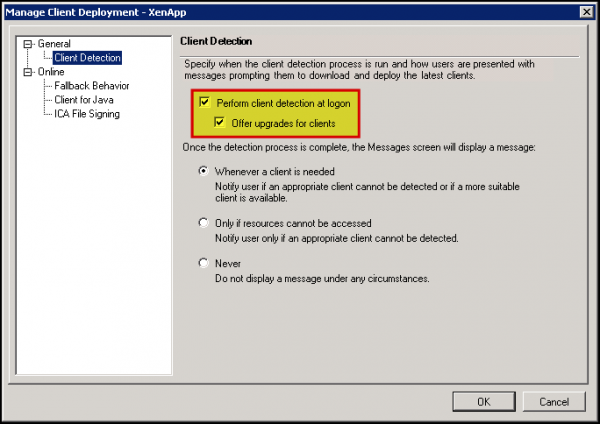 Manage Client Deployment - XenApp
General
Client Detection
Online
Fallback Behavior
Client for Java
ICA File Signing
Client Detection
Specify when the client detection process is run and how users are presented with
messages prompting them to download and deploy the latest clients.
Perform client detection at logon
Offer upgrades for clients
Once the detection process is complete, the Messages screen will display a message:
Whenever a client is needed
Notify user if an appropriate client cannot be detected or if a more suitable
client is available.
Only if resources cannot be accessed
Notify user only if an appropriate client cannot be detected.
Never
Do not display a message under any circumstances.
OK
Cancel